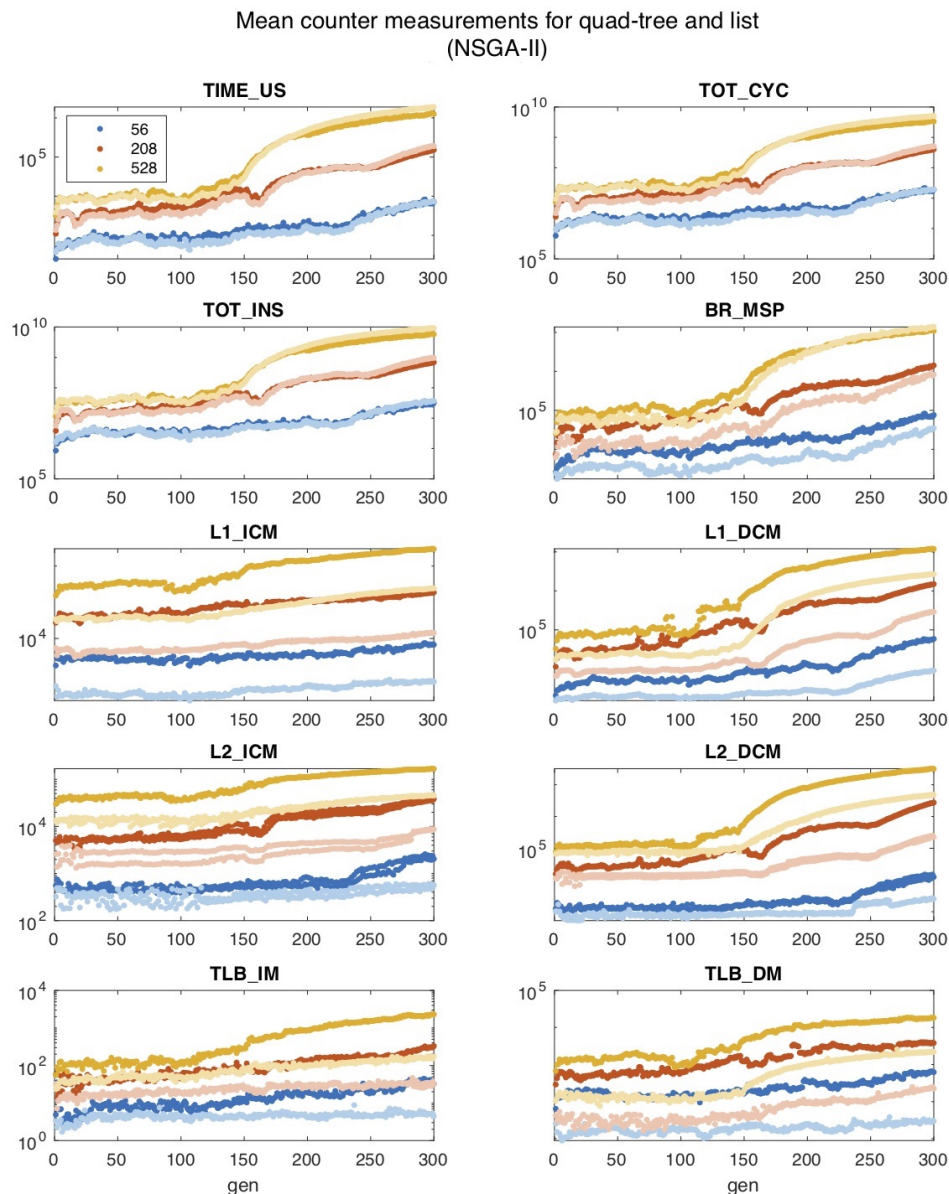 Mean counter measurements for quad-tree and list
(NSGA-II)
TIME_US
56
208
528
10^5
0 50 100 150 200 250 300
TOT_CYC
10^10
10^5
0 50 100 150 200 250 300
TOT_INS
10^10
10^5
0 50 100 150 200 250 300
BR_MSP
10^5
0 50 100 150 200 250 300
L1_ICM
10^4
0 50 100 150 200 250 300
L1_DCM
10^5
0 50 100 150 200 250 300
L2_ICM
10^4
10^2
0 50 100 150 200 250 300
L2_DCM
10^5
0 50 100 150 200 250 300
TLB_IM
10^4
10^2
10^0
0 50 100 150 200 250 300
gen
TLB_DM
10^5
0 50 100 150 200 250 300
gen